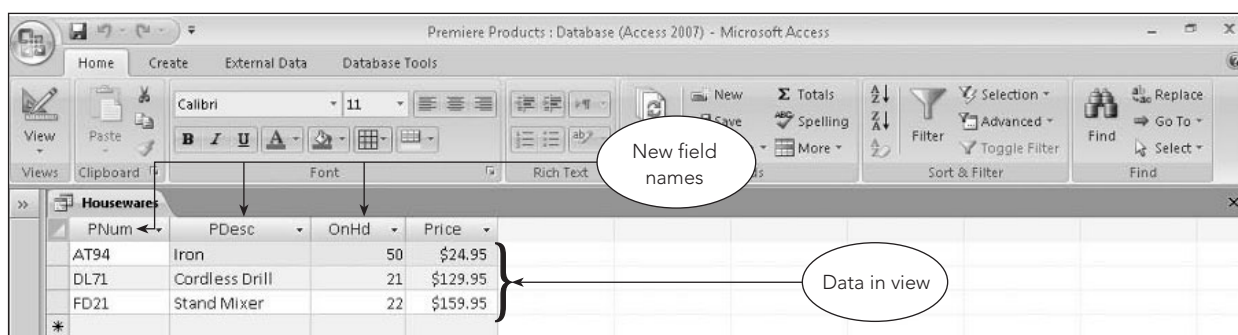 Premiere Products : Database (Access 2007) - Microsoft Access
Home Create External Data Database Tools
View
Paste
Calibri 11
B I U A
New
Save
More
Σ Totals
Spelling
Filter
Selection
Advanced
Toggle Filter
Find
Replace
Go To
Select
Views Clipboard Font Rich Text Sort & Filter Find
New field
names
Housewares
PNum PDesc OnHd Price
AT94 Iron 50 $24.95
DL71 Cordless Drill 21 $129.95
FD21 Stand Mixer 22 $159.95
Data in view